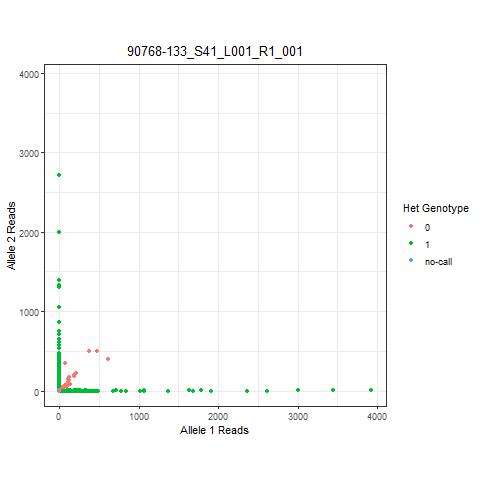 90768-133_S41_L001_R1_001
4000
3000
2000
1000
0
Allele 2 Reads
0 1000 2000 3000 4000
Allele 1 Reads
Het Genotype
0
1
no-call